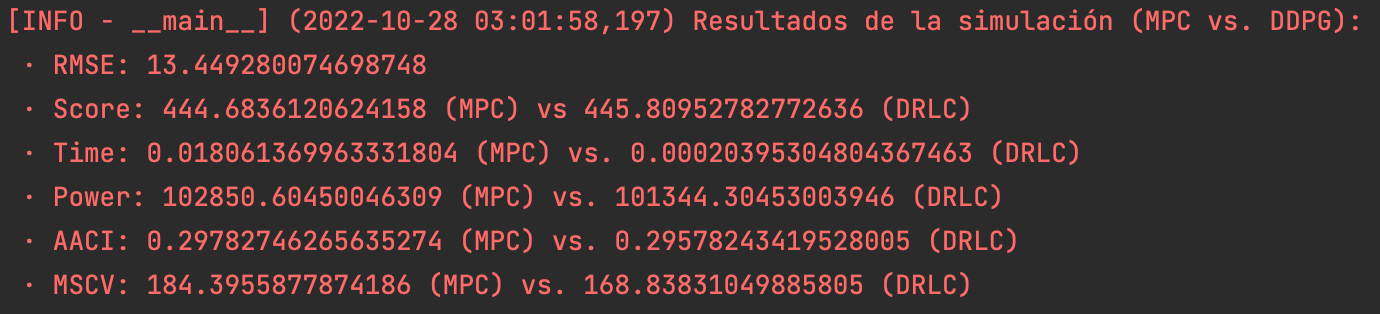 [INFO - __main__] (2022-10-28 03:01:58,197) Resultados de la simulación (MPC vs. DDPG):
· RMSE: 13.449280074698748
· Score: 444.6836120624158 (MPC) vs 445.80952782772636 (DRLC)
· Time: 0.018061369963331804 (MPC) vs. 0.00020395304804367463 (DRLC)
· Power: 102850.60450046309 (MPC) vs. 101344.30453003946 (DRLC)
· AACI: 0.29782746265635274 (MPC) vs. 0.29578243419528005 (DRLC)
· MSCV: 184.3955877874186 (MPC) vs. 168.83831049885805 (DRLC)